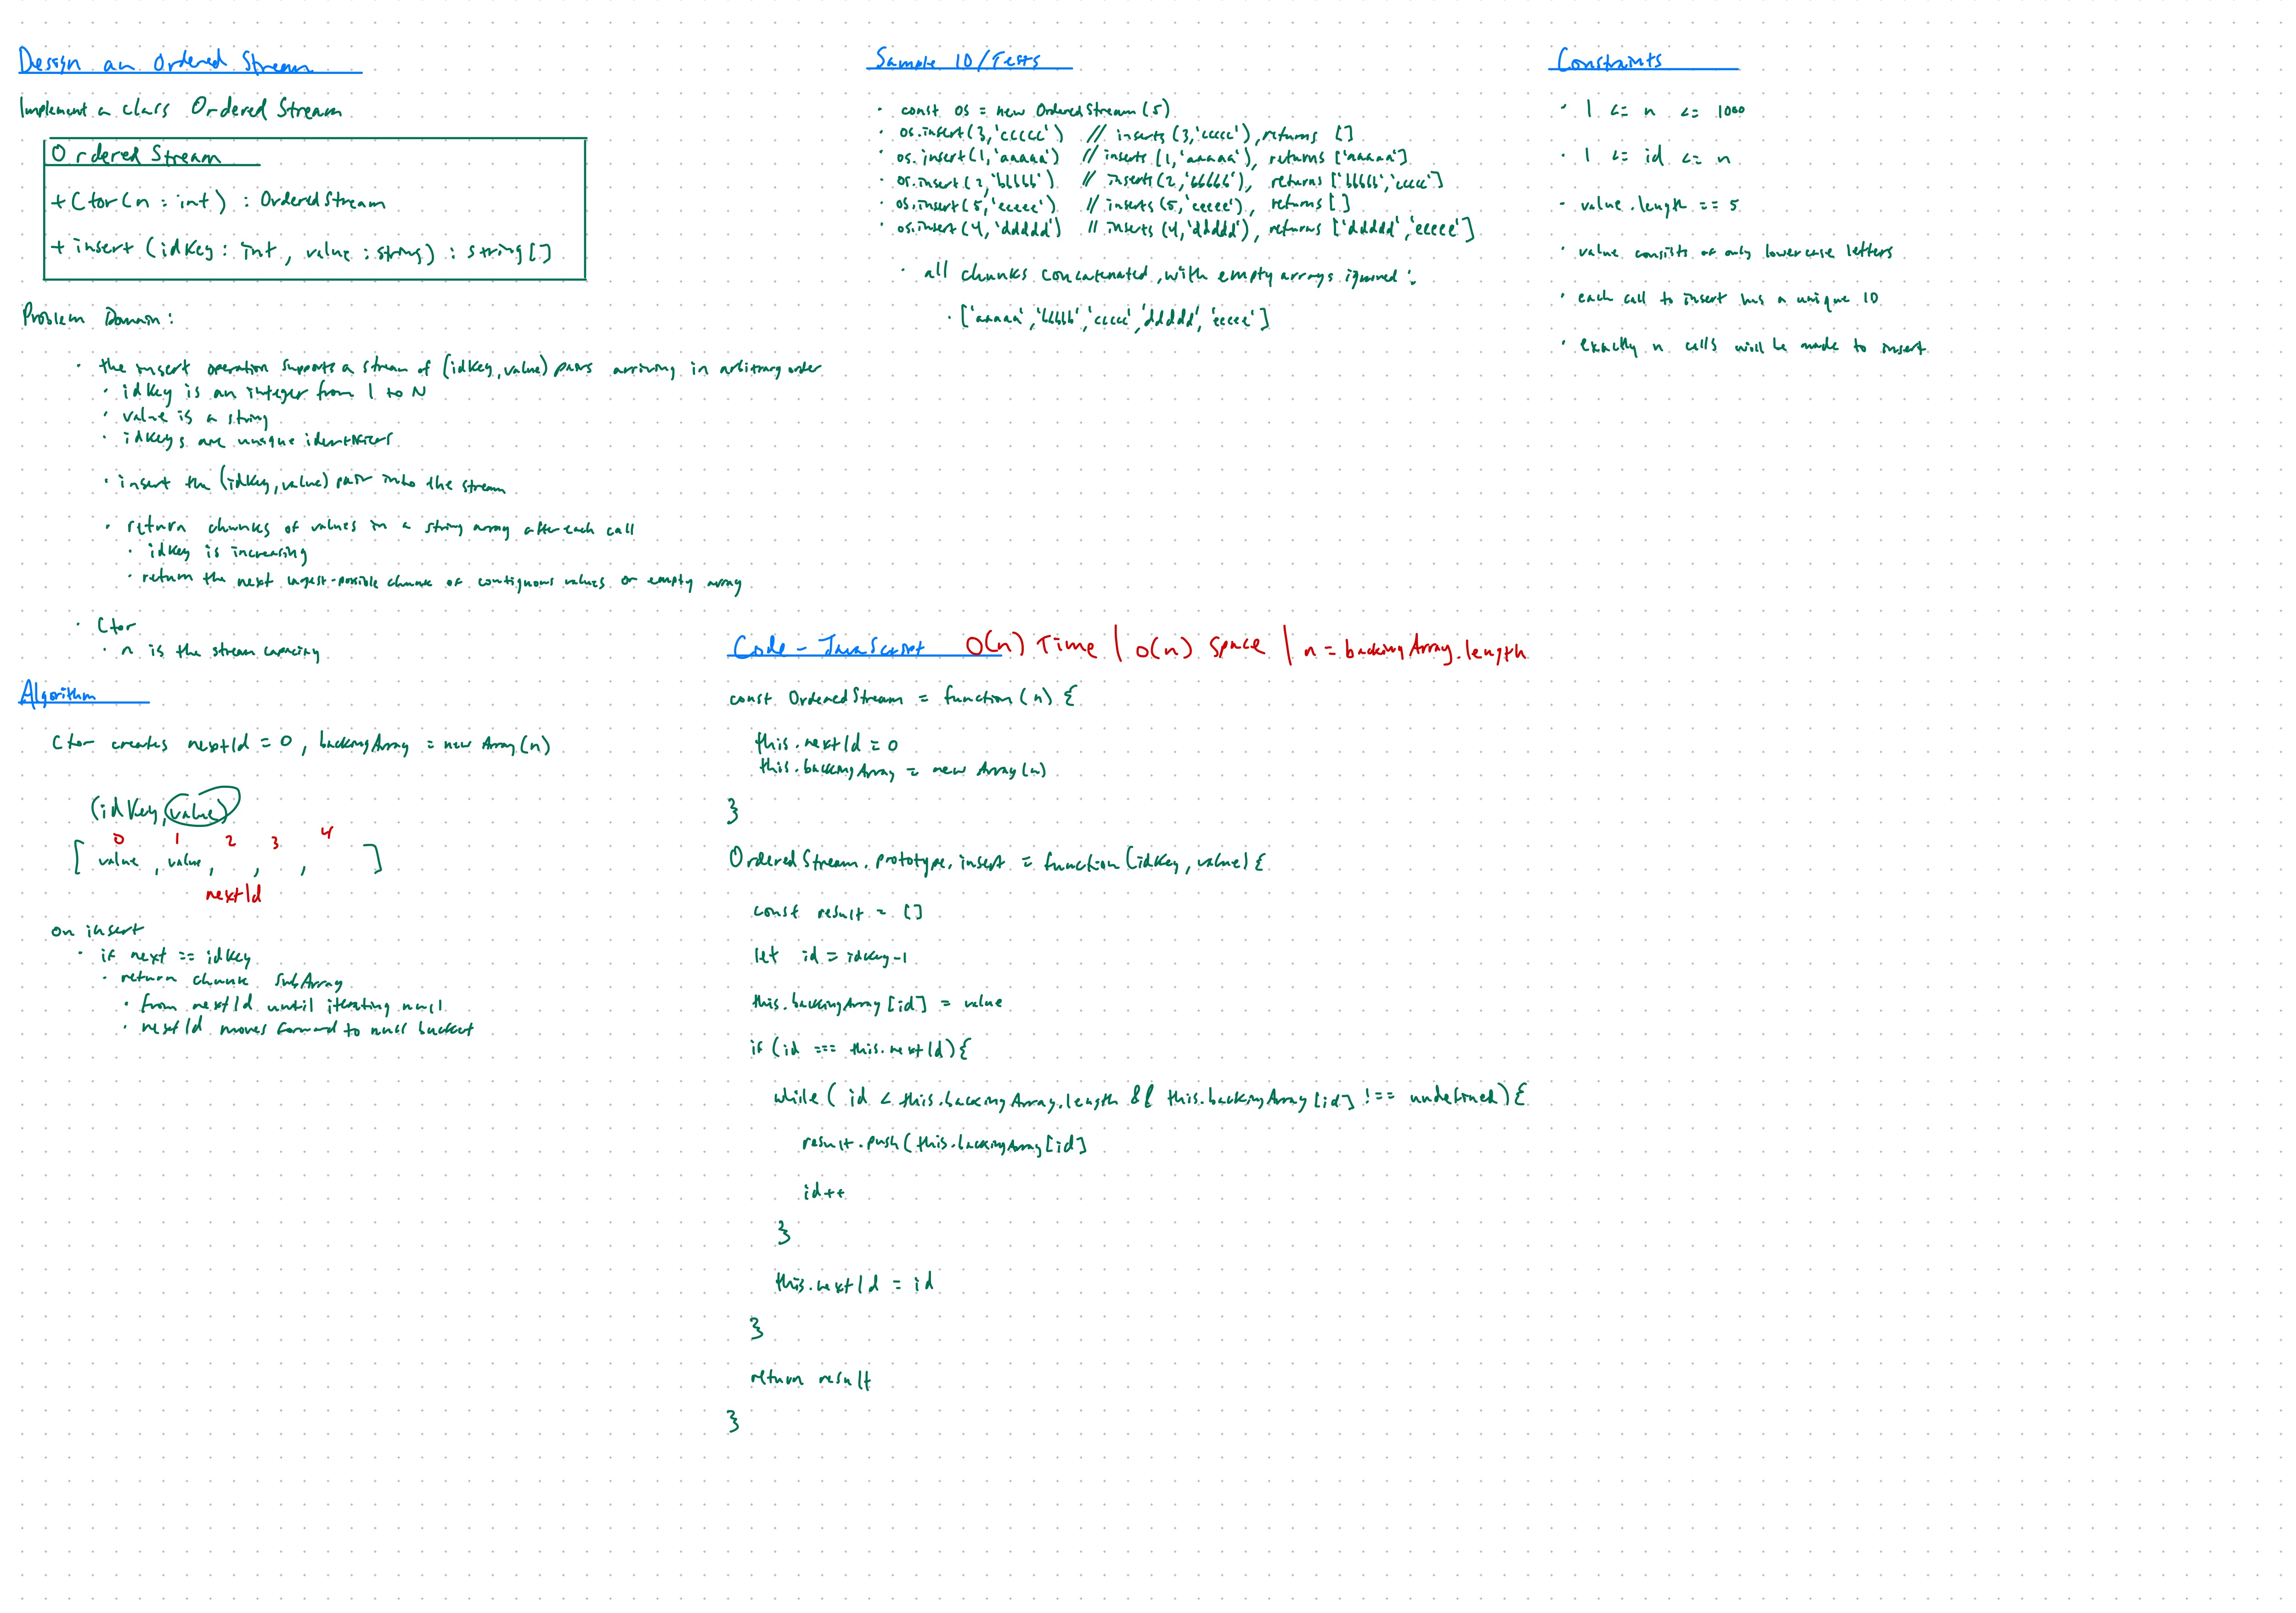 Design an Ordered Stream
Implement a class Ordered Stream
Ordered Stream
+ Ctor(n : int) : OrderedStream
+ insert (idKey : int, value : string) : string[]
Problem Domain:
· the insert operation supports a stream of (idKey, value) pairs arriving in arbitrary order
· idKey is an integer from 1 to N
· value is a string
· idKeys are unique identifiers
· insert the (idKey, value) pair into the stream
· return chunks of values in a string array after each call
· idKey is increasing
· return the next largest-possible chunk of contiguous values or empty array
· Ctor
· n is the stream capacity
Algorithm
Ctor creates nextId = 0, backingArray = new Array(n)
(idKey, value)
0 1 2 3 4
[ value , value, , , ]
nextId
on insert
· if next == idKey
· return chunk subArray
· from nextId until iterating null
· nextId moves forward to null bucket
Sample IO/Tests
· const os = new OrderedStream(5)
· os.insert(3,'ccccc') // inserts (3,'cccc'), returns []
· os.insert(1,'aaaaa') // inserts (1,'aaaaa'), returns ['aaaaa']
· os.insert(2,'bbbbb') // inserts (2,'bbbbb'), returns ['bbbbb','cccc']
· os.insert(5,'eeeee') // inserts (5,'eeeee'), returns []
· os.insert(4,'ddddd') // inserts (4,'ddddd'), returns ['ddddd','eeeee']
· all chunks concatenated, with empty arrays ignored:
· ['aaaaa','bbbbb','ccccc','ddddd','eeeee']
Constraints
· 1 <= n <= 1000
· 1 <= id <= n
· value.length == 5
· value consists of only lowercase letters
· each call to insert has a unique ID
· exactly n calls will be made to insert
Code - JavaScript O(n) Time | O(n) Space | n = backingArray.length
const OrderedStream = function(n) {
this.nextId = 0
this.backingArray = new Array(n)
}
OrderedStream.prototype.insert = function(idKey, value) {
const result = []
let id = idKey-1
this.backingArray[id] = value
if (id === this.nextId) {
while( id < this.backingArray.length && this.backingArray[id] !== undefined) {
result.push(this.backingArray[id]
id++
}
this.nextId = id
}
return result
}